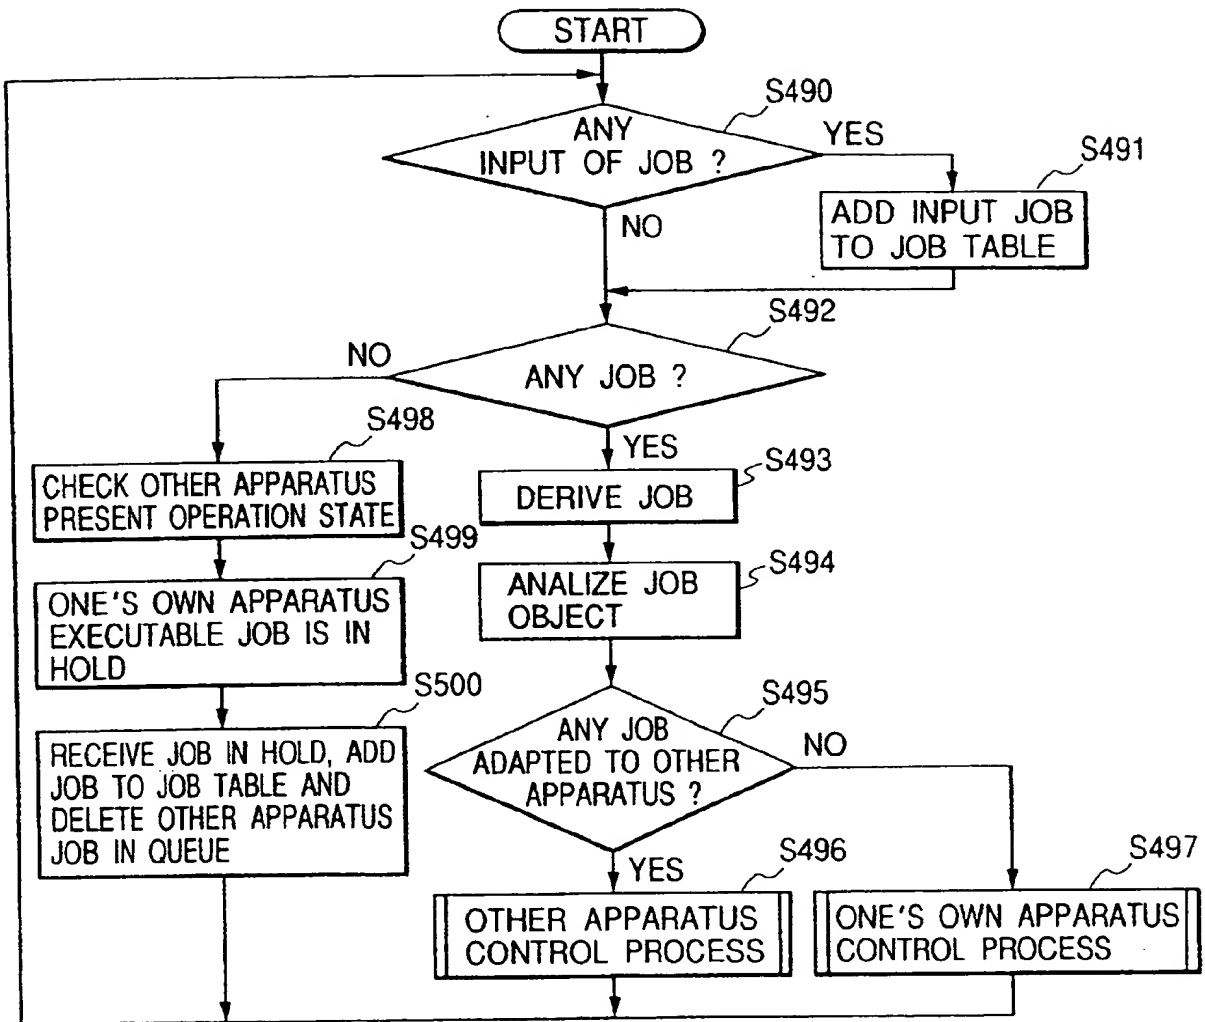 START
S490
ANY
INPUT OF JOB ?
YES
S491
ADD INPUT JOB
TO JOB TABLE
NO
S492
ANY JOB ?
NO
YES
S498
CHECK OTHER APPARATUS
PRESENT OPERATION STATE
S493
DERIVE JOB
S499
ONE'S OWN APPARATUS
EXECUTABLE JOB IS IN
HOLD
S494
ANALIZE JOB
OBJECT
S500
RECEIVE JOB IN HOLD, ADD
JOB TO JOB TABLE AND
DELETE OTHER APPARATUS
JOB IN QUEUE
S495
ANY JOB
ADAPTED TO OTHER
APPARATUS ?
NO
YES
S496
OTHER APPARATUS
CONTROL PROCESS
S497
ONE'S OWN APPARATUS
CONTROL PROCESS